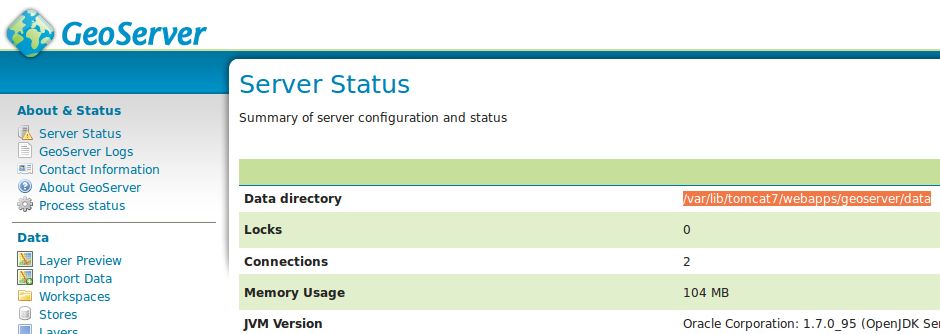 GeoServer
Server Status
Summary of server configuration and status
About & Status
Server Status
GeoServer Logs
Contact Information
About GeoServer
Process status
Data
Layer Preview
Import Data
Workspaces
Stores
Layers
Data directory /var/lib/tomcat7/webapps/geoserver/data
Locks 0
Connections 2
Memory Usage 104 MB
JVM Version Oracle Corporation: 1.7.0_95 (OpenJDK Se